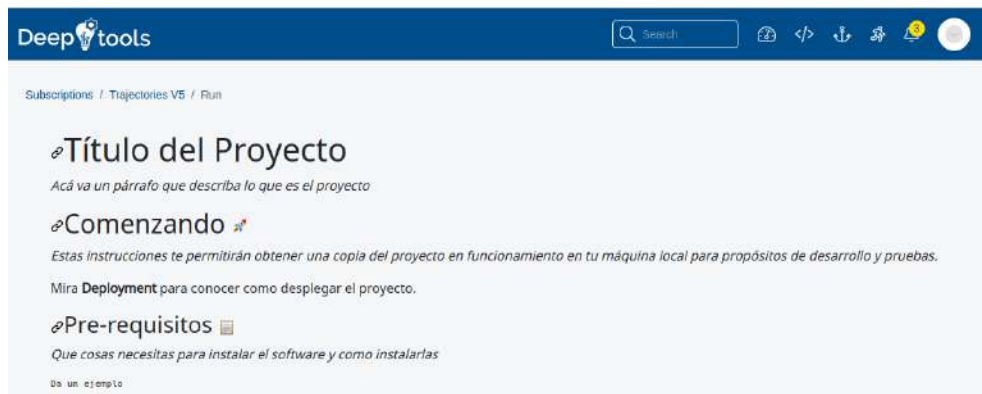 Deep tools
Search
3
Subscriptions / Trajectories V5 / Run
Título del Proyecto
Acá va un párrafo que describa lo que es el proyecto
Comenzando
Estas instrucciones te permitirán obtener una copia del proyecto en funcionamiento en tu máquina local para propósitos de desarrollo y pruebas.
Mira Deployment para conocer como desplegar el proyecto.
Pre-requisitos
Que cosas necesitas para instalar el software y como instalarlas
Da un ejemplo